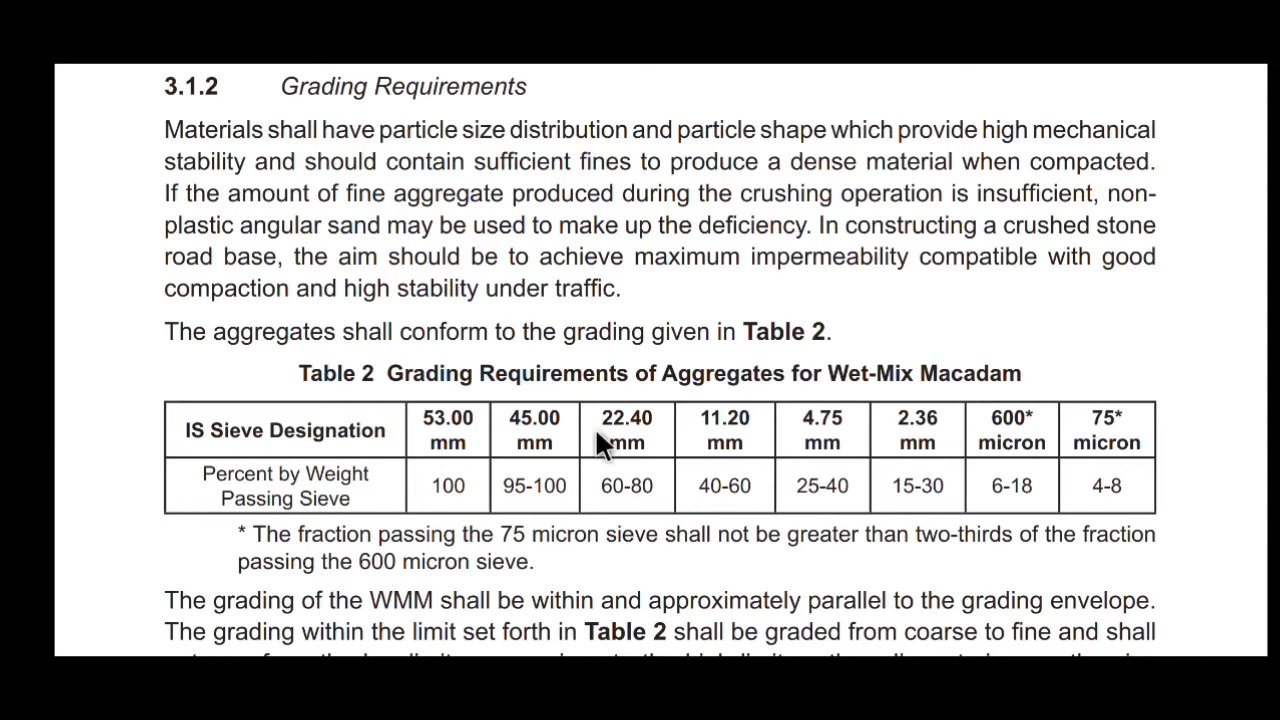 3.1.2 Grading Requirements
Materials shall have particle size distribution and particle shape which provide high mechanical
stability and should contain sufficient fines to produce a dense material when compacted.
If the amount of fine aggregate produced during the crushing operation is insufficient, non-
plastic angular sand may be used to make up the deficiency. In constructing a crushed stone
road base, the aim should be to achieve maximum impermeability compatible with good
compaction and high stability under traffic.
The aggregates shall conform to the grading given in Table 2.
Table 2 Grading Requirements of Aggregates for Wet-Mix Macadam
IS Sieve Designation 53.00 mm 45.00 mm 22.40 mm 11.20 mm 4.75 mm 2.36 mm 600* micron 75* micron
Percent by Weight Passing Sieve 100 95-100 60-80 40-60 25-40 15-30 6-18 4-8
* The fraction passing the 75 micron sieve shall not be greater than two-thirds of the fraction
passing the 600 micron sieve.
The grading of the WMM shall be within and approximately parallel to the grading envelope.
The grading within the limit set forth in Table 2 shall be graded from coarse to fine and shall